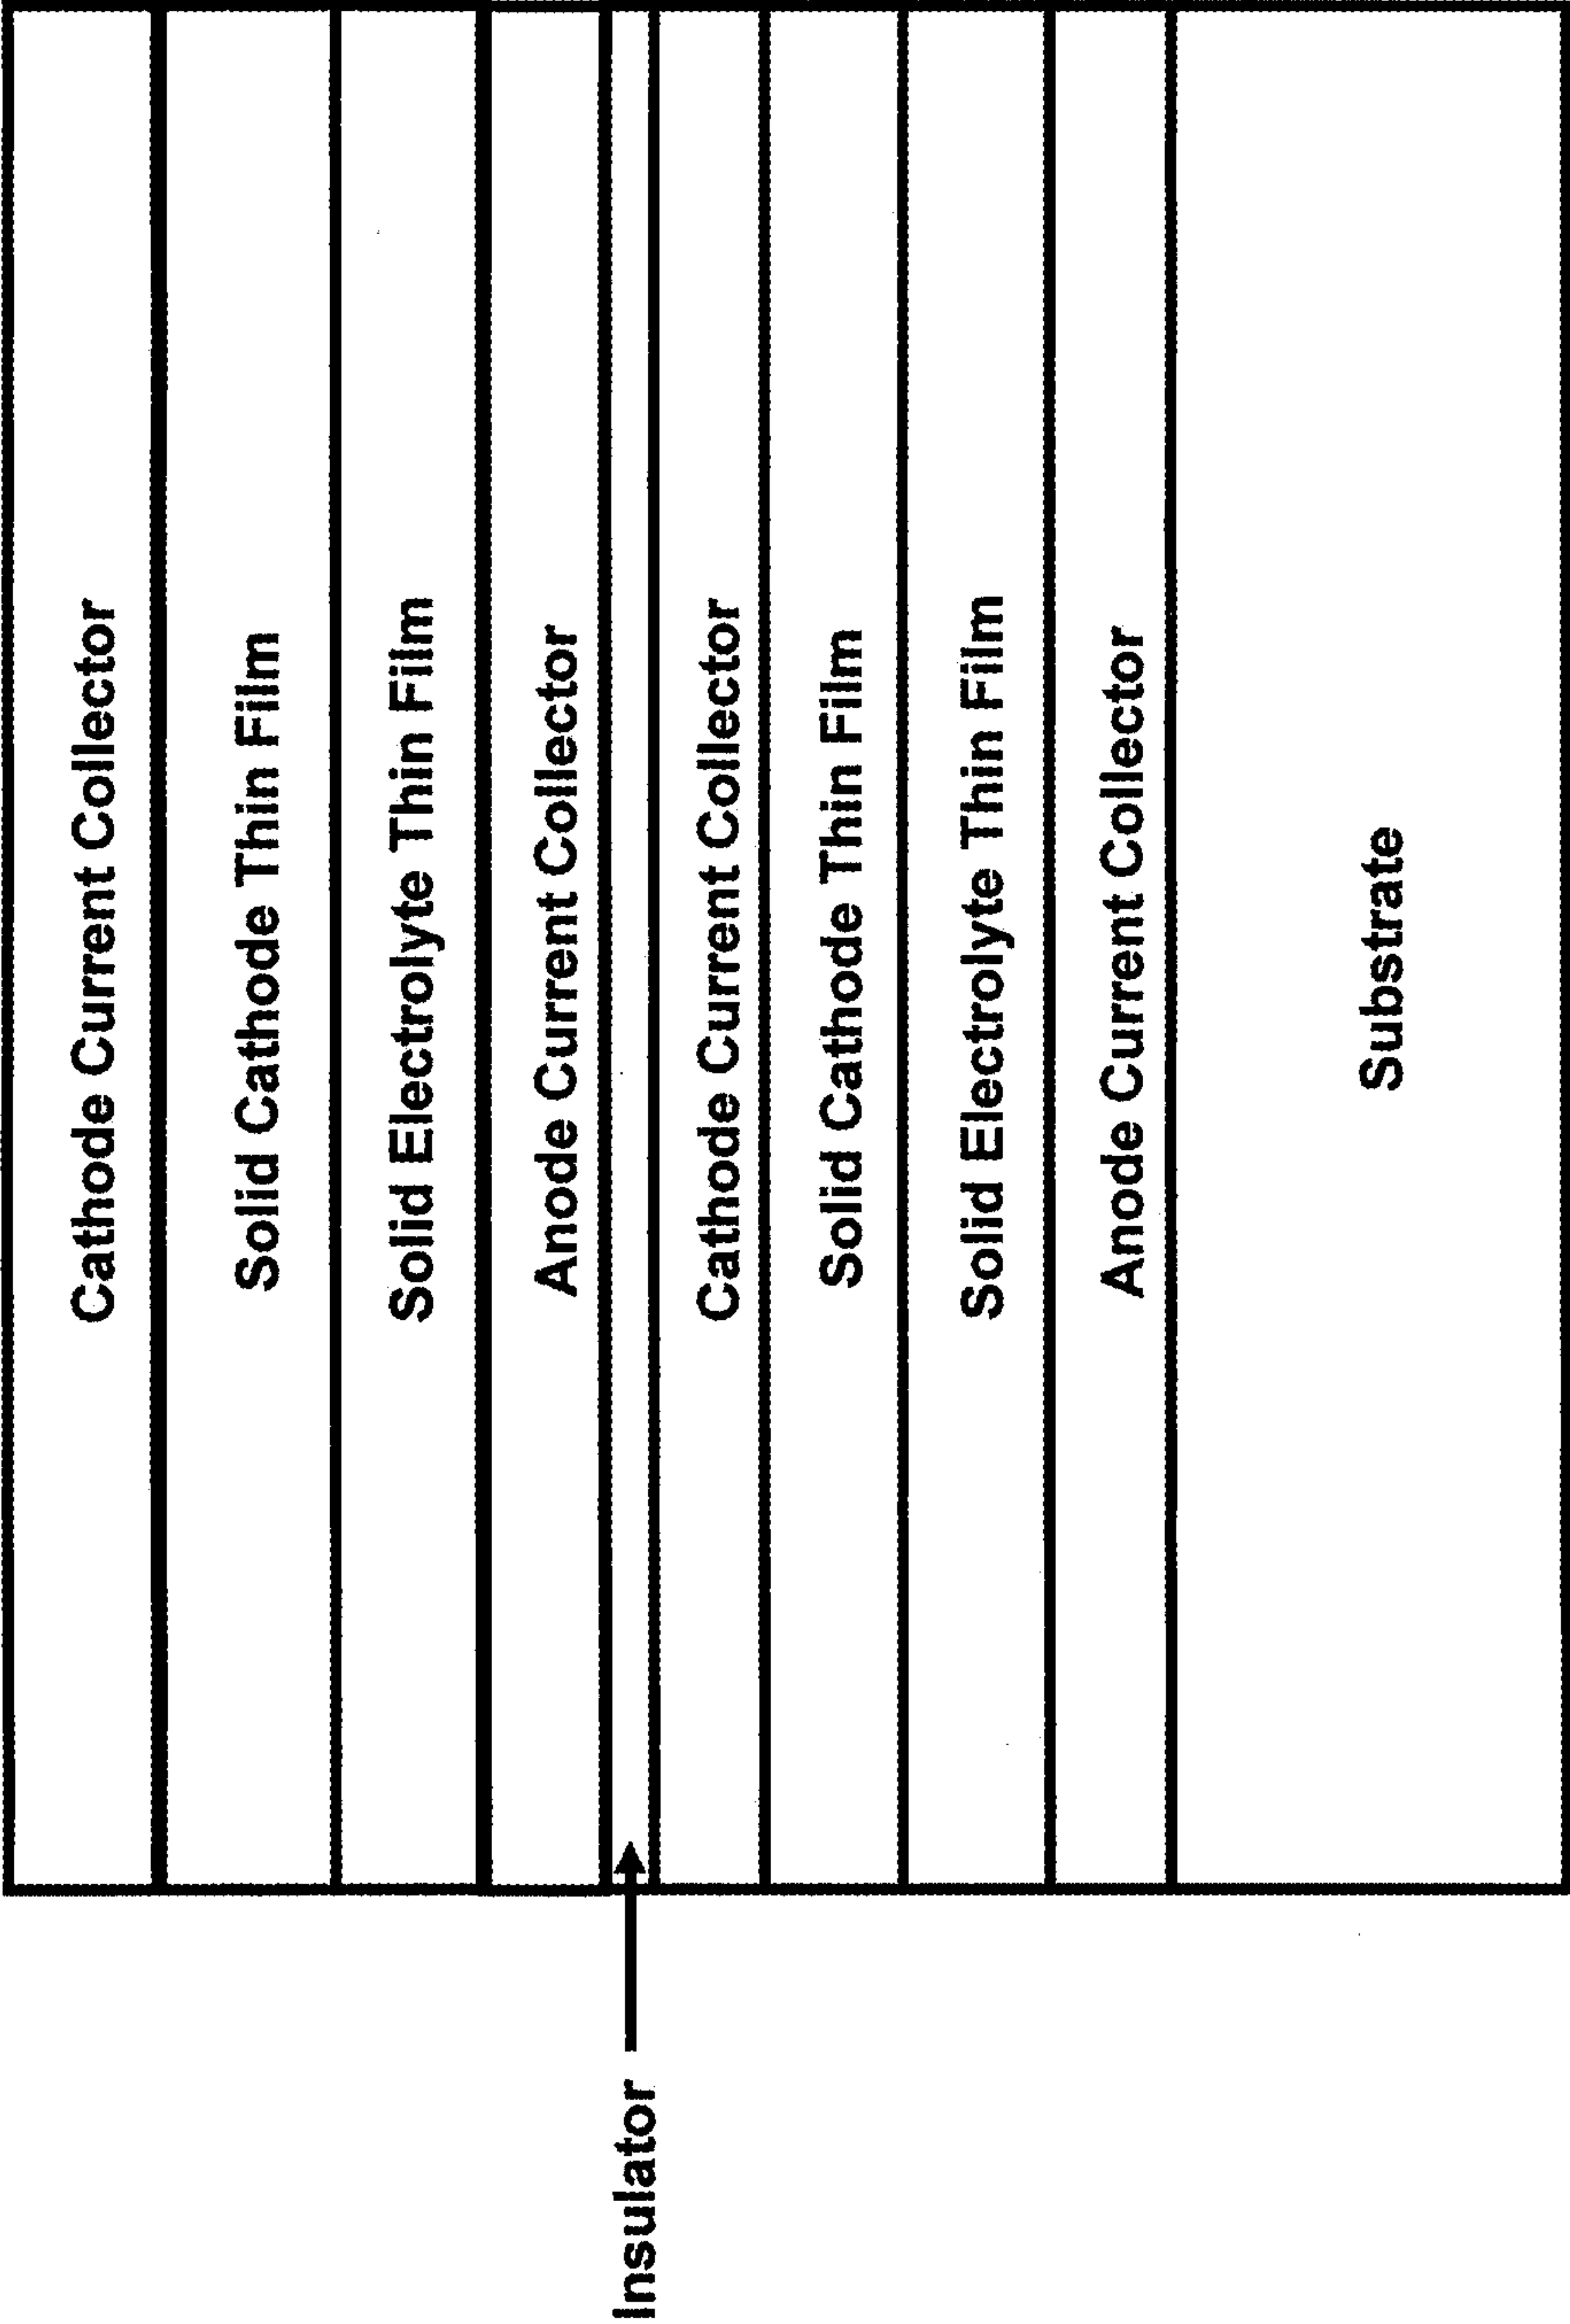 Cathode Current Collector
Solid Cathode Thin Film
Solid Electrolyte Thin Film
Anode Current Collector
Insulator
Cathode Current Collector
Solid Cathode Thin Film
Solid Electrolyte Thin Film
Anode Current Collector
Substrate